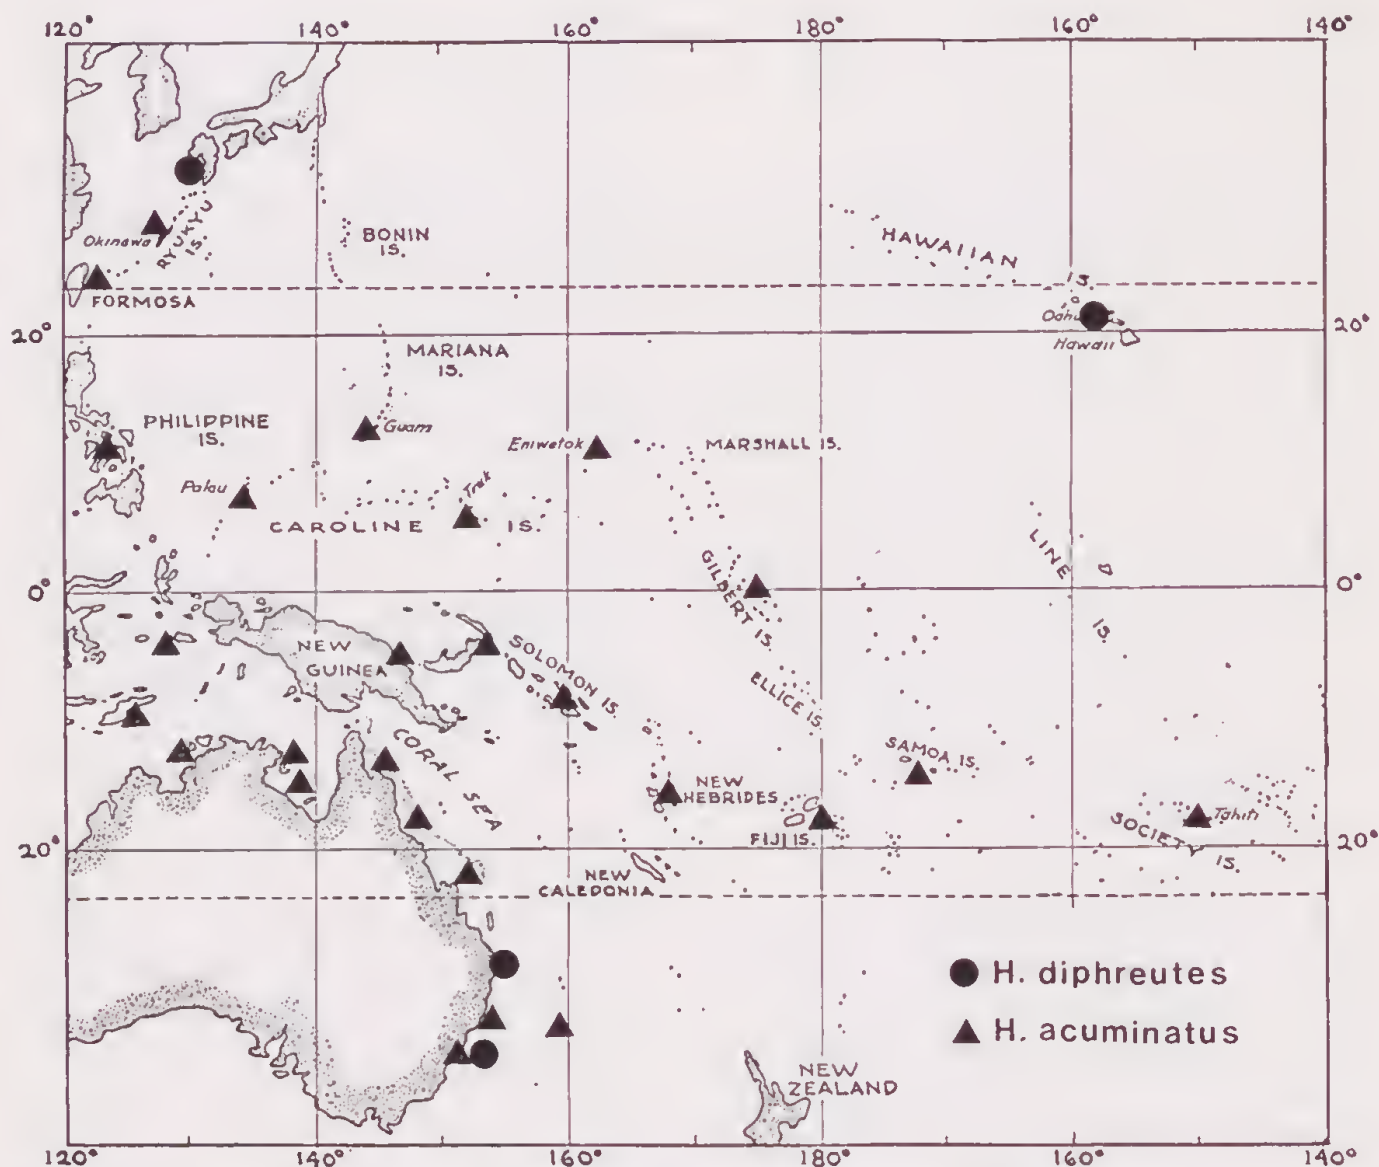 120° 140° 160° 180° 160° 140°
Okinawa
RYUKYU
IS.
BONIN
IS.
HAWAIIAN
IS.
FORMOSA
Oahu
20° 20°
Hawaii
MARIANA
IS.
PHILIPPINE
IS.
Guam
Eniwetok
MARSHALL IS.
Palau
Truk
CAROLINE IS.
LINE
IS.
GILBERT IS.
0° 0°
NEW
GUINEA
SOLOMON IS.
ELLICE IS.
CORAL SEA
SAMOA IS.
NEW
HEBRIDES
FIJI IS.
Tahiti
SOCIETY IS.
20° 20°
NEW
CALEDONIA
H. diphreutes
H. acuminatus
NEW
ZEALAND
120° 140° 160° 180° 160° 140°